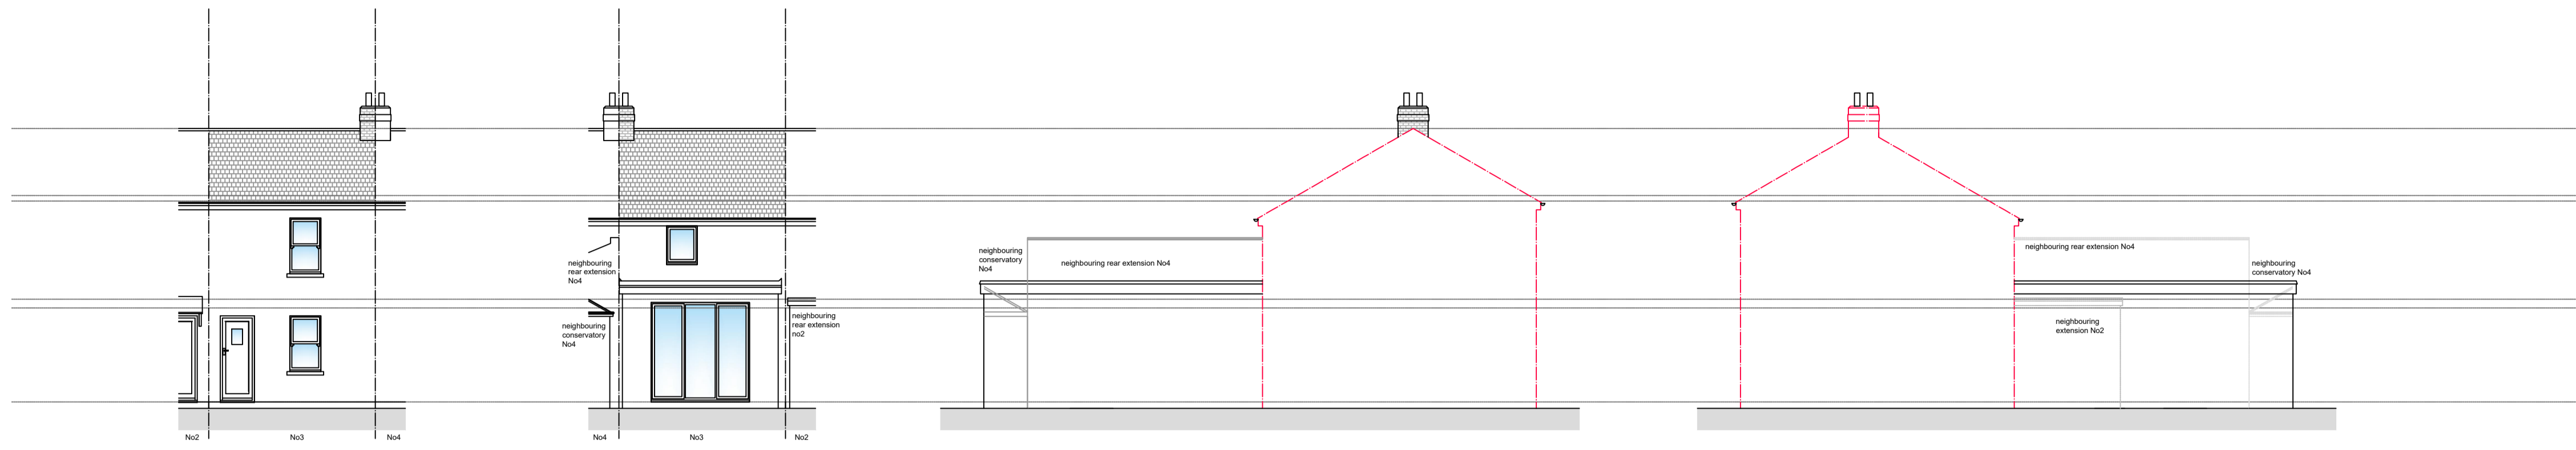 No2
No3
No4
neighbouring
rear extension
No4
neighbouring
conservatory
No4
neighbouring
rear extension
no2
No4
No3
No2
neighbouring
conservatory
No4
neighbouring rear extension No4
neighbouring rear extension No4
neighbouring
conservatory No4
neighbouring
extension No2